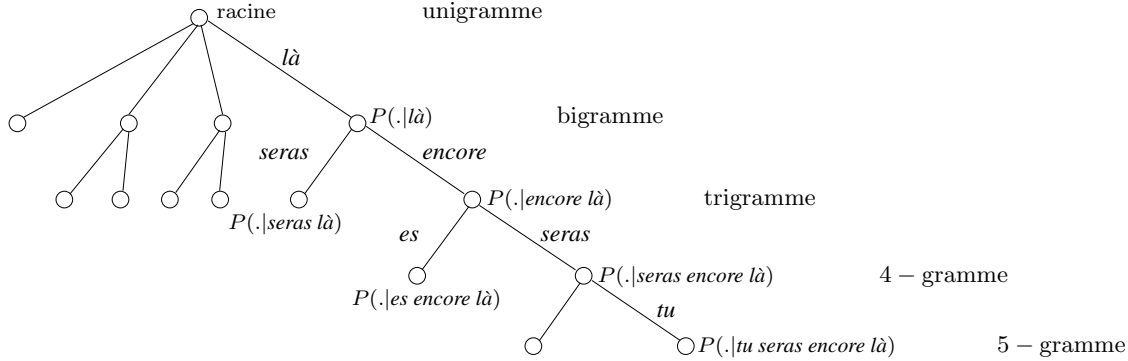 racine unigramme
là
P(.|là) bigramme
seras encore
P(.|encore là) trigramme
P(.|seras là)
es seras
P(.|seras encore là) 4 − gramme
P(.|es encore là)
tu
P(.|tu seras encore là) 5 − gramme